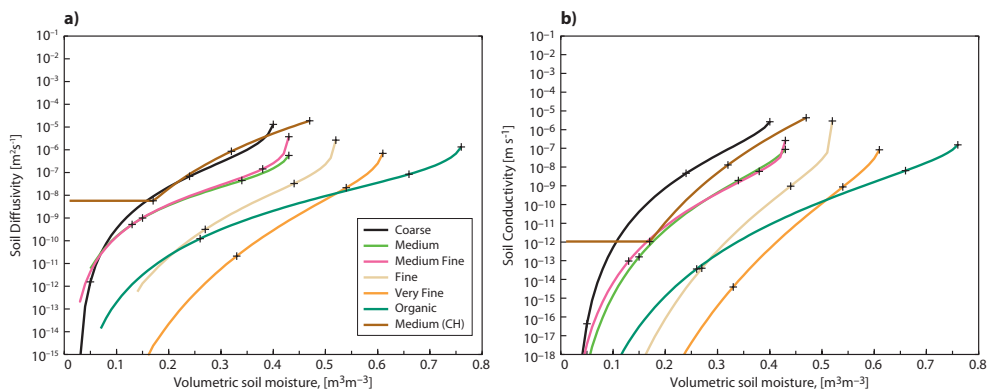 a)
Soil Diffusivity [m²s⁻¹]
10⁻¹
10⁻²
10⁻³
10⁻⁴
10⁻⁵
10⁻⁶
10⁻⁷
10⁻⁸
10⁻⁹
10⁻¹⁰
10⁻¹¹
10⁻¹²
10⁻¹³
10⁻¹⁴
10⁻¹⁵
0 0.1 0.2 0.3 0.4 0.5 0.6 0.7 0.8
Volumetric soil moisture, [m³m⁻³]
Coarse
Medium
Medium Fine
Fine
Very Fine
Organic
Medium (CH)
b)
Soil Conductivity [m s⁻¹]
10⁻¹
10⁻²
10⁻³
10⁻⁴
10⁻⁵
10⁻⁶
10⁻⁷
10⁻⁸
10⁻⁹
10⁻¹⁰
10⁻¹¹
10⁻¹²
10⁻¹³
10⁻¹⁴
10⁻¹⁵
10⁻¹⁶
10⁻¹⁷
10⁻¹⁸
0 0.1 0.2 0.3 0.4 0.5 0.6 0.7 0.8
Volumetric soil moisture, [m³m⁻³]